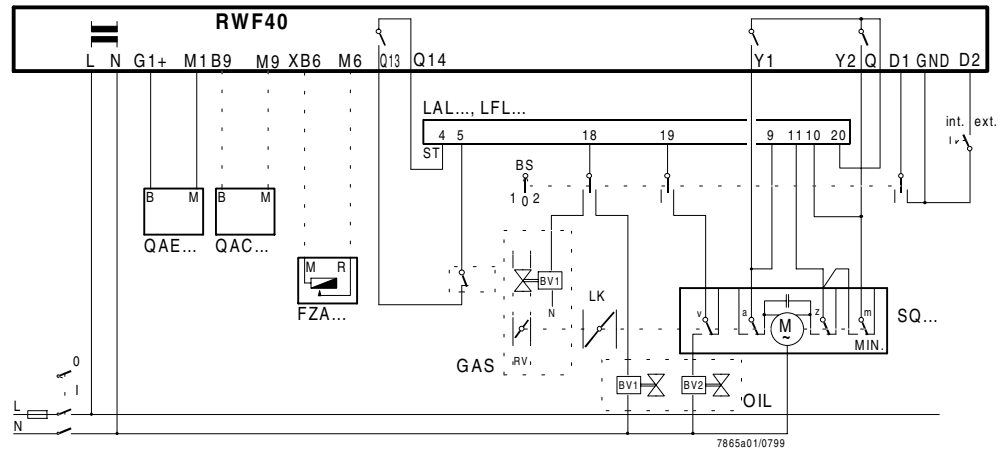 RWF40
L N G1+ M1 B9 M9 XB6 M6 Q13 Q14 Y1 Y2 Q D1 GND D2
LAL..., LFL...
4 5 18 19 9 11 10 20
ST
int. ext.
BS
1 0 2
B M
QAE...
B M
QAC...
M R
FZA...
BV1
N
LK
RV
GAS
v a M ~ z m
MIN.
SQ...
BV1
BV2
OIL
0
I
L
N
7865a01/0799